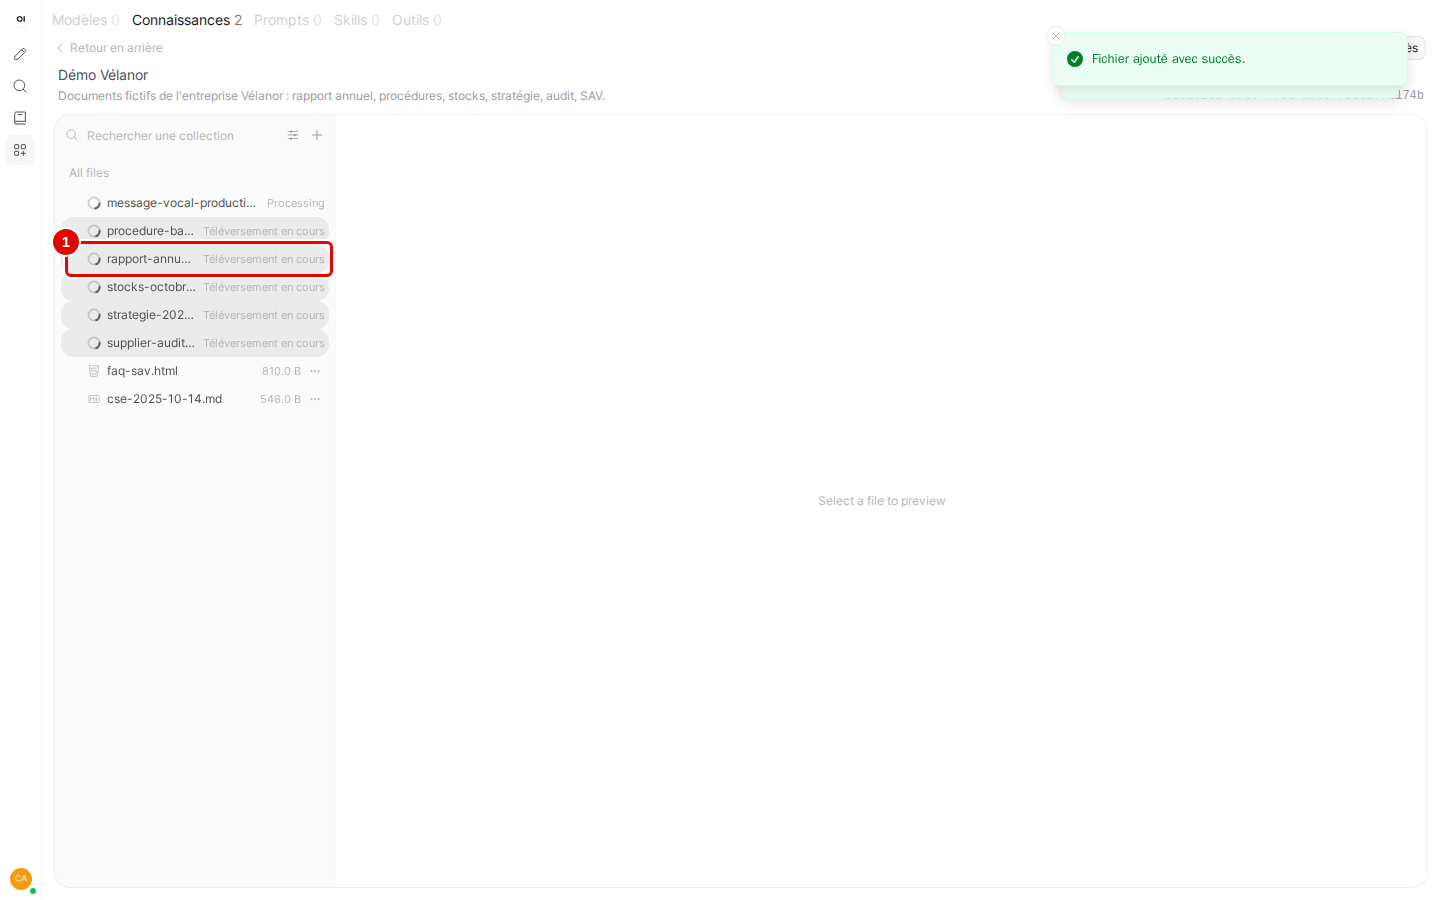 OI
Modèles 0 Connaissances 2 Prompts 0 Skills 0 Outils 0
Retour en arrière
Fichier ajouté avec succès.
Démo Vélanor
Documents fictifs de l'entreprise Vélanor : rapport annuel, procédures, stocks, stratégie, audit, SAV.
174b
Rechercher une collection
All files
message-vocal-producti... Processing
procedure-ba... Téléversement en cours
1
rapport-annu... Téléversement en cours
stocks-octobr... Téléversement en cours
strategie-202... Téléversement en cours
supplier-audit... Téléversement en cours
faq-sav.html 810.0 B
cse-2025-10-14.md 548.0 B
Select a file to preview
CA